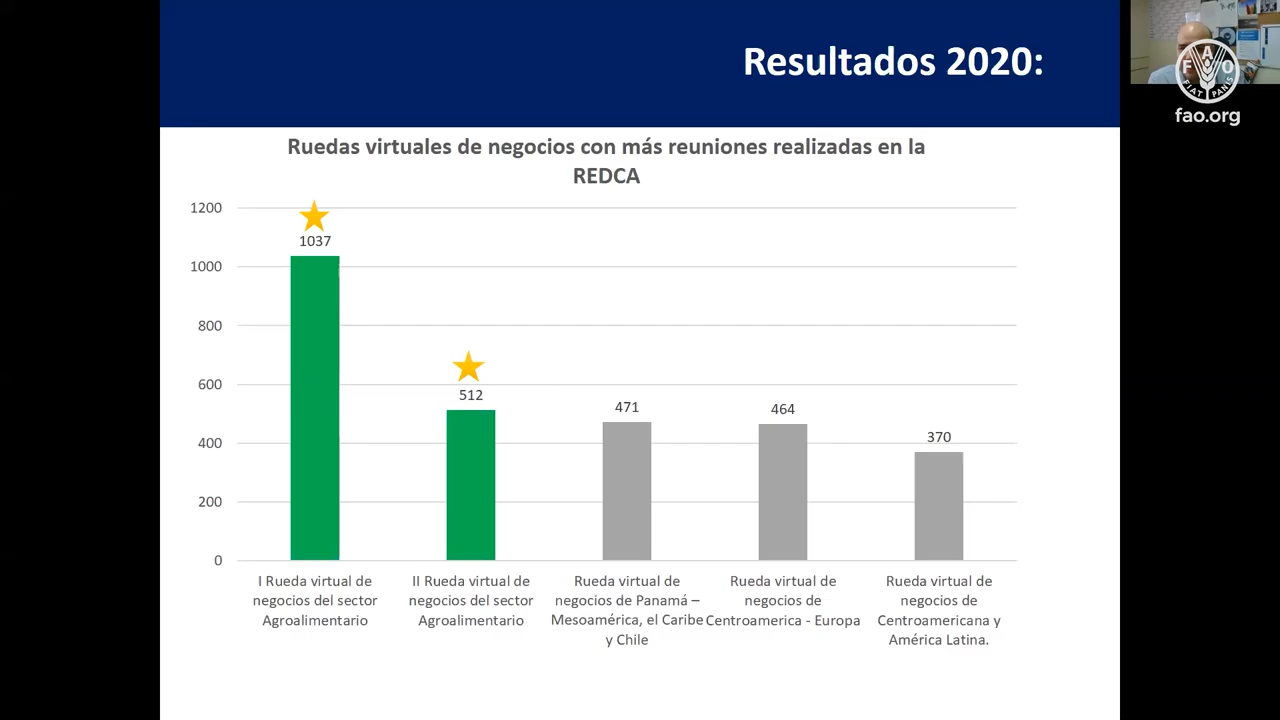 Resultados 2020:
FAO
FIAT PANIS
fao.org
Ruedas virtuales de negocios con más reuniones realizadas en la
REDCA
1200
1000
800
600
400
200
0
1037
512
471
464
370
I Rueda virtual de
negocios del sector
Agroalimentario
II Rueda virtual de
negocios del sector
Agroalimentario
Rueda virtual de
negocios de Panamá –
Mesoamérica, el Caribe
y Chile
Rueda virtual de
negocios de
Centroamerica - Europa
Rueda virtual de
negocios de
Centroamericana y
América Latina.